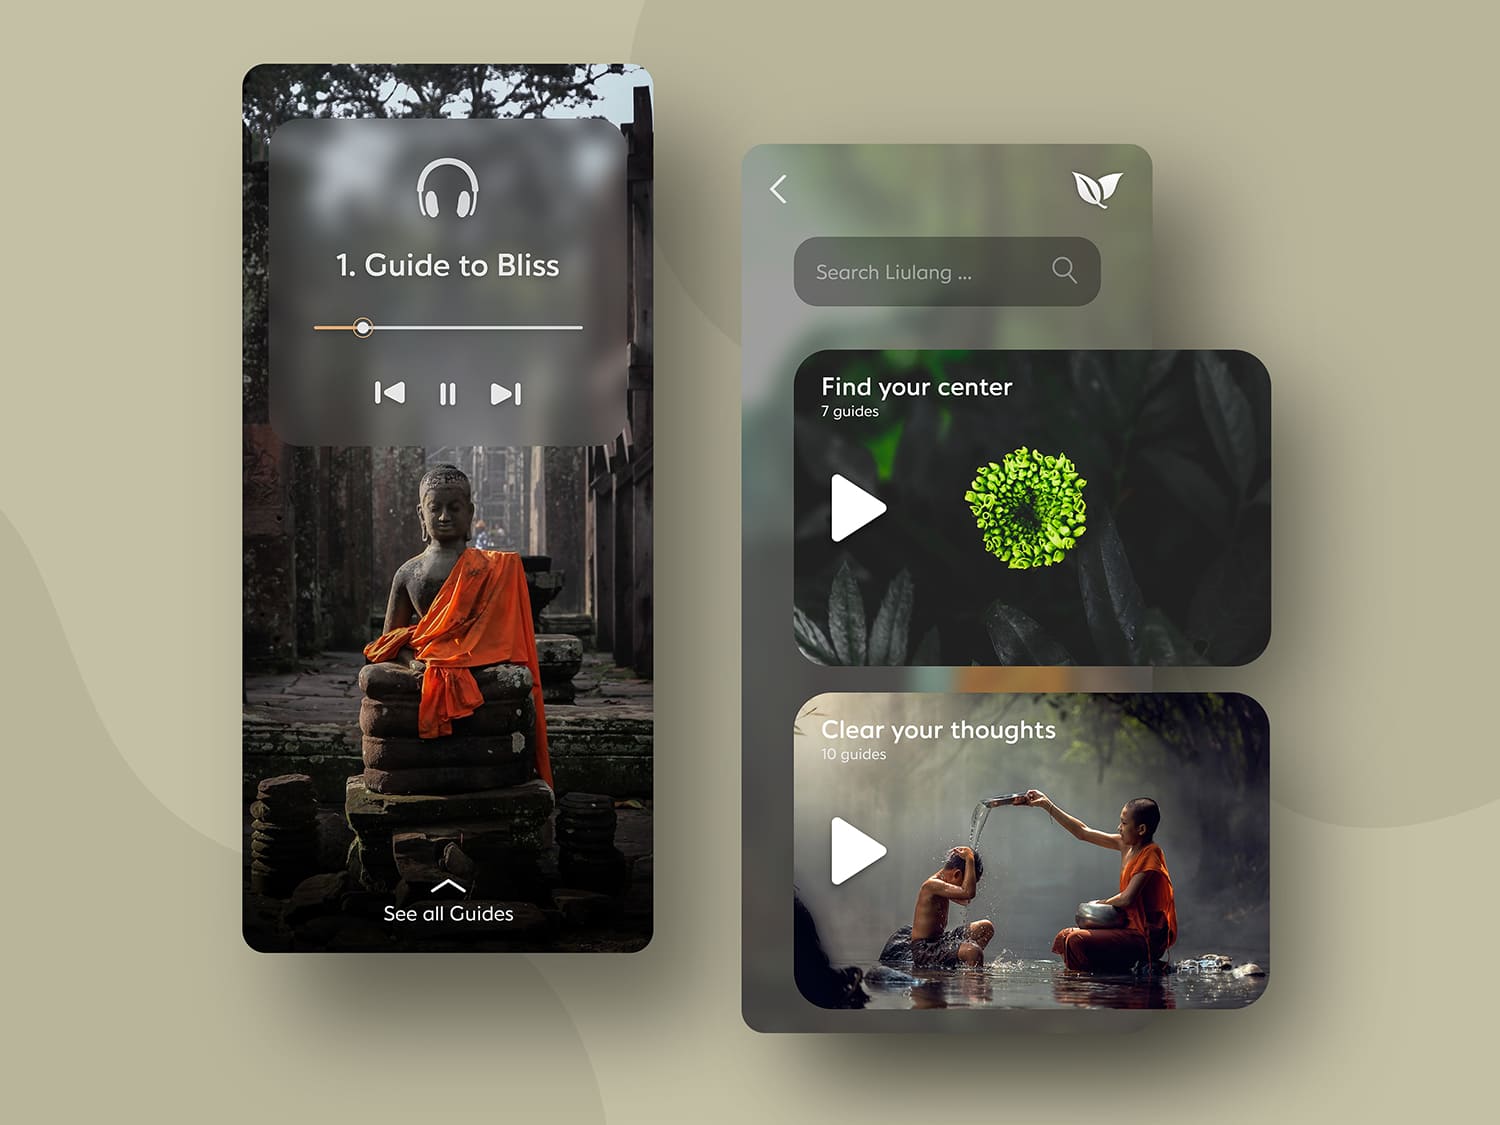 1. Guide to Bliss
See all Guides
Search Liulang ...
Find your center
7 guides
Clear your thoughts
10 guides